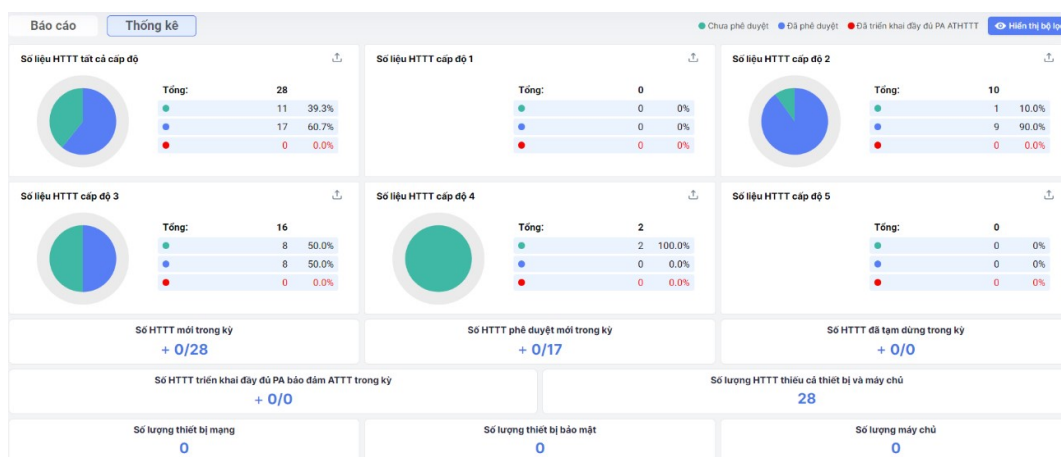 Báo cáo Thống kê
Chưa phê duyệt Đã phê duyệt Đã triển khai đầy đủ PA ATHTTT Hiển thị bộ lọ
Số liệu HTTT tất cả cấp độ
Tổng: 28
11 39.3%
17 60.7%
0 0.0%
Số liệu HTTT cấp độ 1
Tổng: 0
0 0%
0 0%
0 0%
Số liệu HTTT cấp độ 2
Tổng: 10
1 10.0%
9 90.0%
0 0.0%
Số liệu HTTT cấp độ 3
Tổng: 16
8 50.0%
8 50.0%
0 0.0%
Số liệu HTTT cấp độ 4
Tổng: 2
2 100.0%
0 0.0%
0 0.0%
Số liệu HTTT cấp độ 5
Tổng: 0
0 0%
0 0%
0 0%
Số HTTT mới trong kỳ
+ 0/28
Số HTTT phê duyệt mới trong kỳ
+ 0/17
Số HTTT đã tạm dừng trong kỳ
+ 0/0
Số HTTT triển khai đầy đủ PA bảo đảm ATTT trong kỳ
+ 0/0
Số lượng HTTT thiếu cả thiết bị và máy chủ
28
Số lượng thiết bị mạng
0
Số lượng thiết bị bảo mật
0
Số lượng máy chủ
0